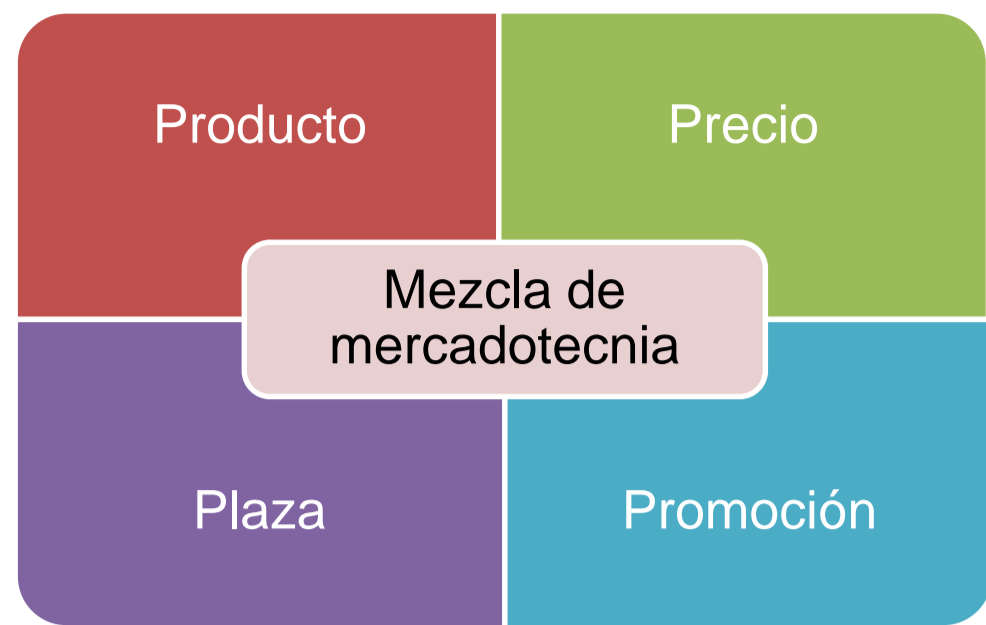 Producto
Precio
Mezcla de
mercadotecnia
Plaza
Promoción